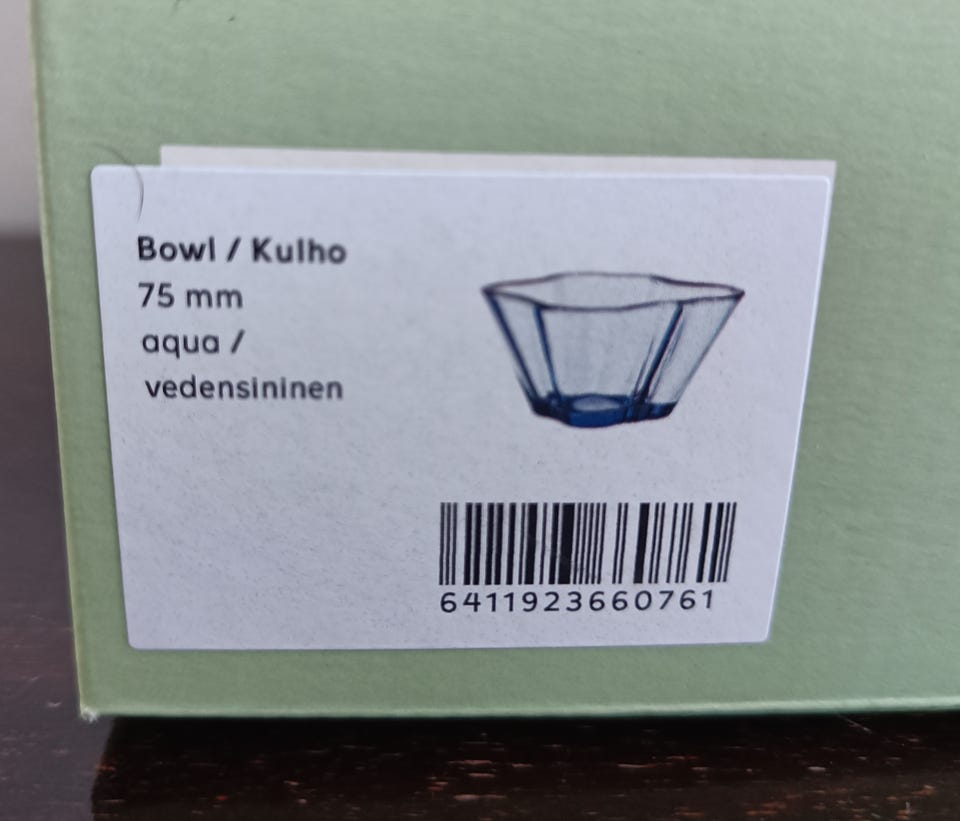 Bowl / Kulho
75 mm
aqua /
vedensininen
6411923660761